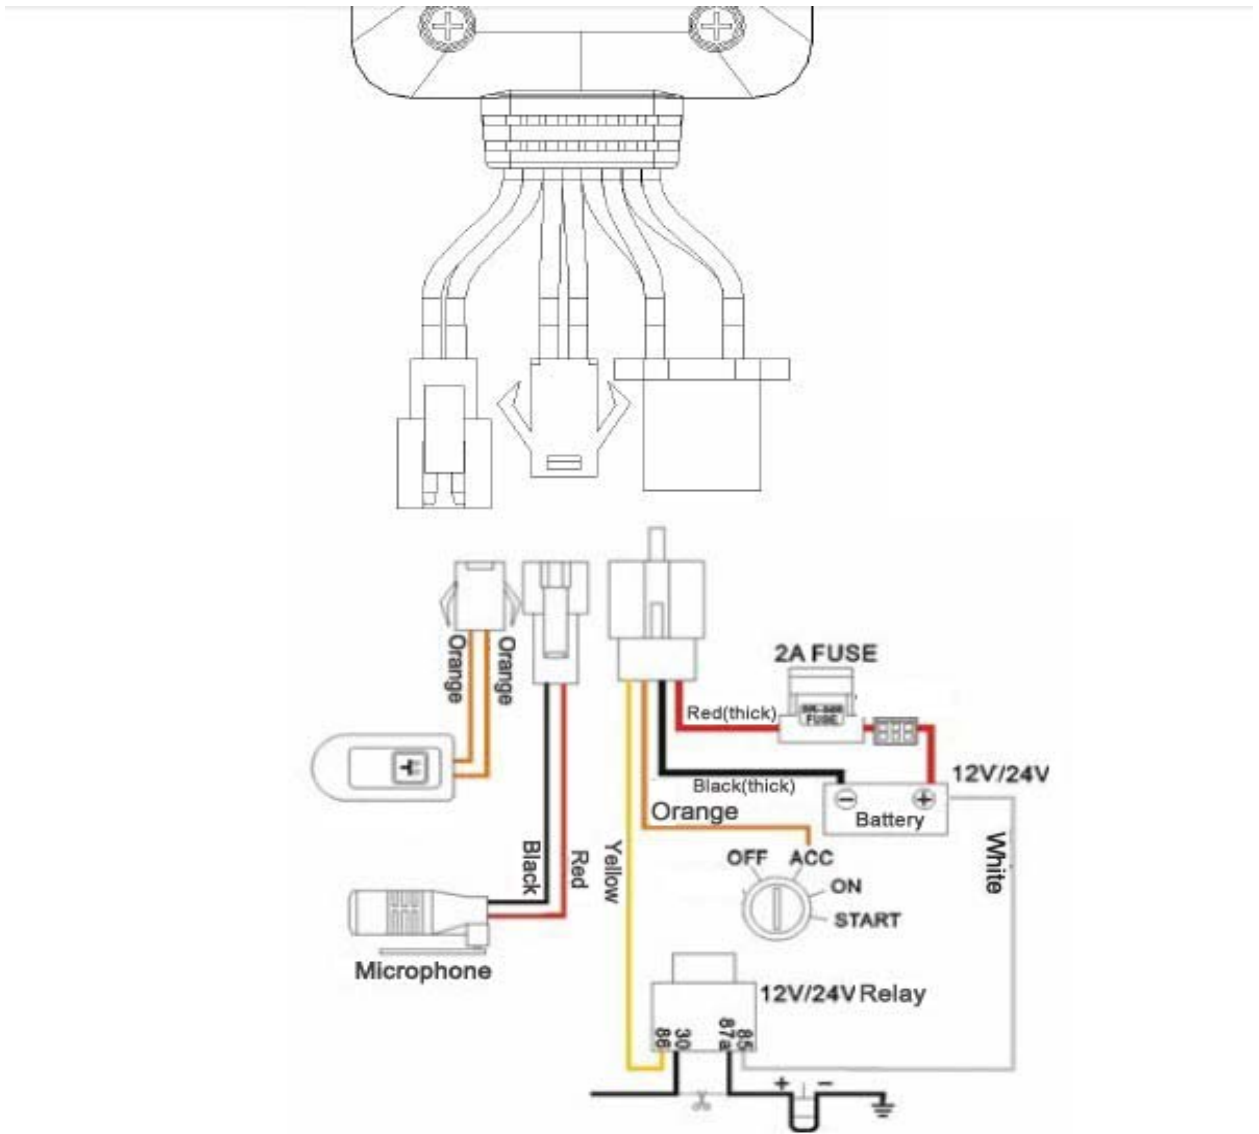 2A FUSE
Orange
Orange
Red(thick)
FUSE
12V/24V
Black(thick)
Orange
− +
Battery
Black
Red
Yellow
White
OFF ACC
ON
START
Microphone
12V/24V Relay
86 30 87a 85
+ −